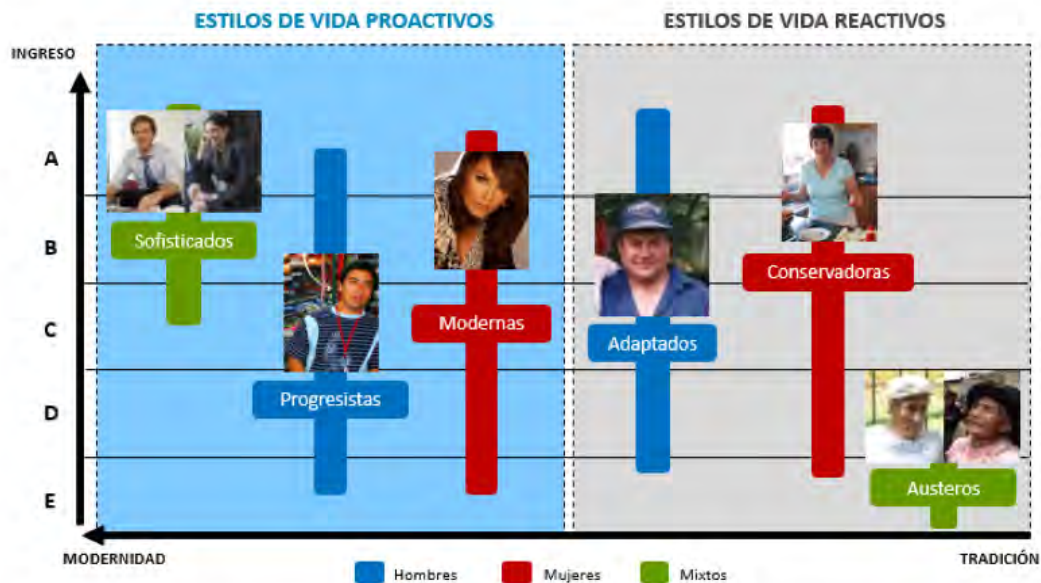 ESTILOS DE VIDA PROACTIVOS
ESTILOS DE VIDA REACTIVOS
INGRESO
A
B
C
D
E
Sofisticados
Progresistas
Modernas
Adaptados
Conservadoras
Austeros
MODERNIDAD
TRADICIÓN
Hombres
Mujeres
Mixtos